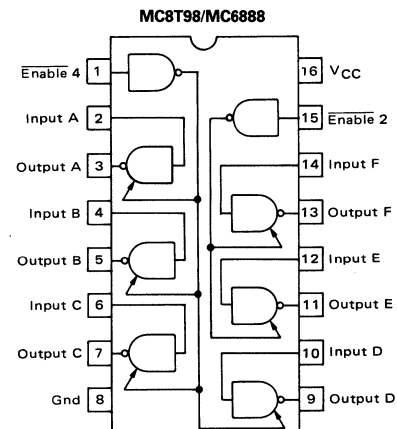 MC8T98/MC6888
Enable 4 1
16 VCC
Input A 2
15 Enable 2
Output A 3
14 Input F
Input B 4
13 Output F
Output B 5
12 Input E
Input C 6
11 Output E
Output C 7
10 Input D
Gnd 8
9 Output D